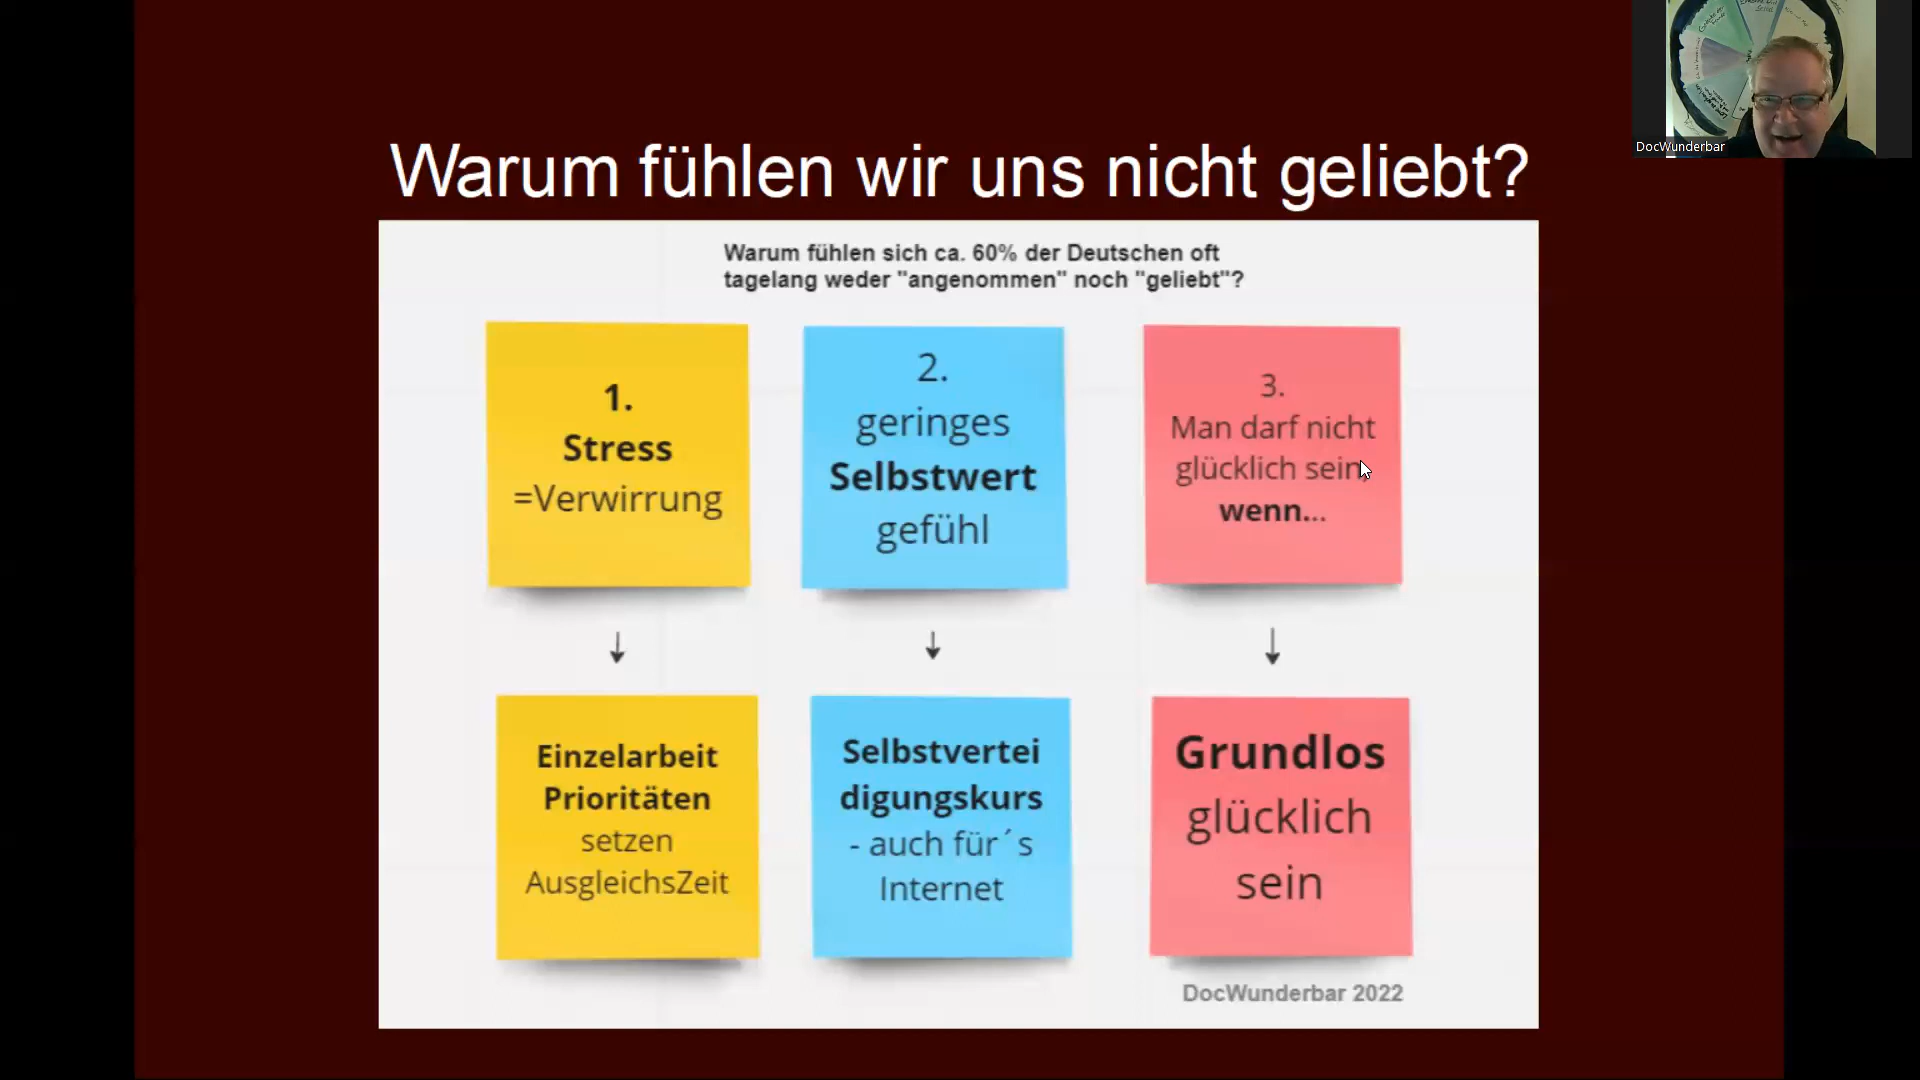 Warum fühlen wir uns nicht geliebt?
DocWunderbar
Warum fühlen sich ca. 60% der Deutschen oft
tagelang weder "angenommen" noch "geliebt"?
1.
Stress
=Verwirrung
2.
geringes
Selbstwert
gefühl
3.
Man darf nicht
glücklich sein,
wenn...
Einzelarbeit
Prioritäten
setzen
AusgleichsZeit
Selbstvertei
digungskurs
- auch für´s
Internet
Grundlos
glücklich
sein
DocWunderbar 2022